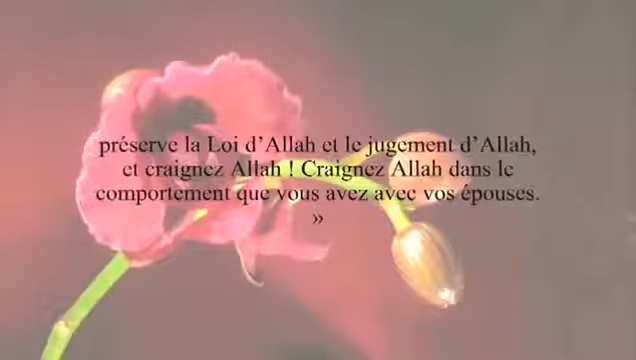 préserve la Loi d’Allah et le jugement d’Allah,
et craignez Allah ! Craignez Allah dans le
comportement que vous avez avec vos épouses.
»